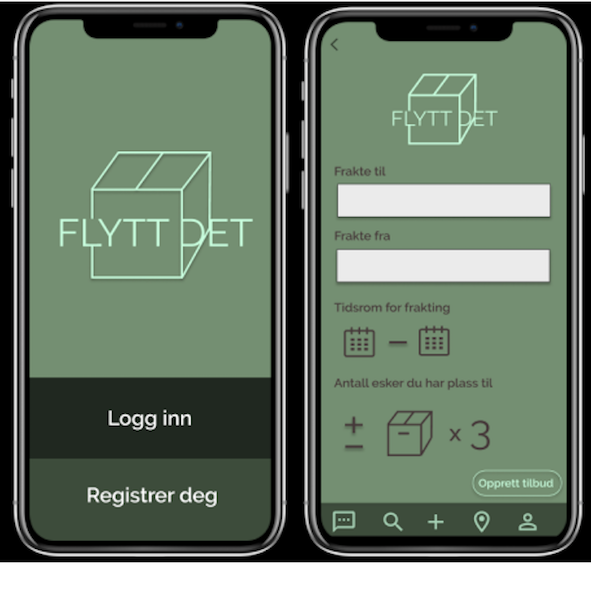 FLYTT DET
Logg inn
Registrer deg
FLYTT DET
Frakte til
Frakte fra
Tidsrom for frakting
Antall esker du har plass til
+
−
x 3
Opprett tilbud